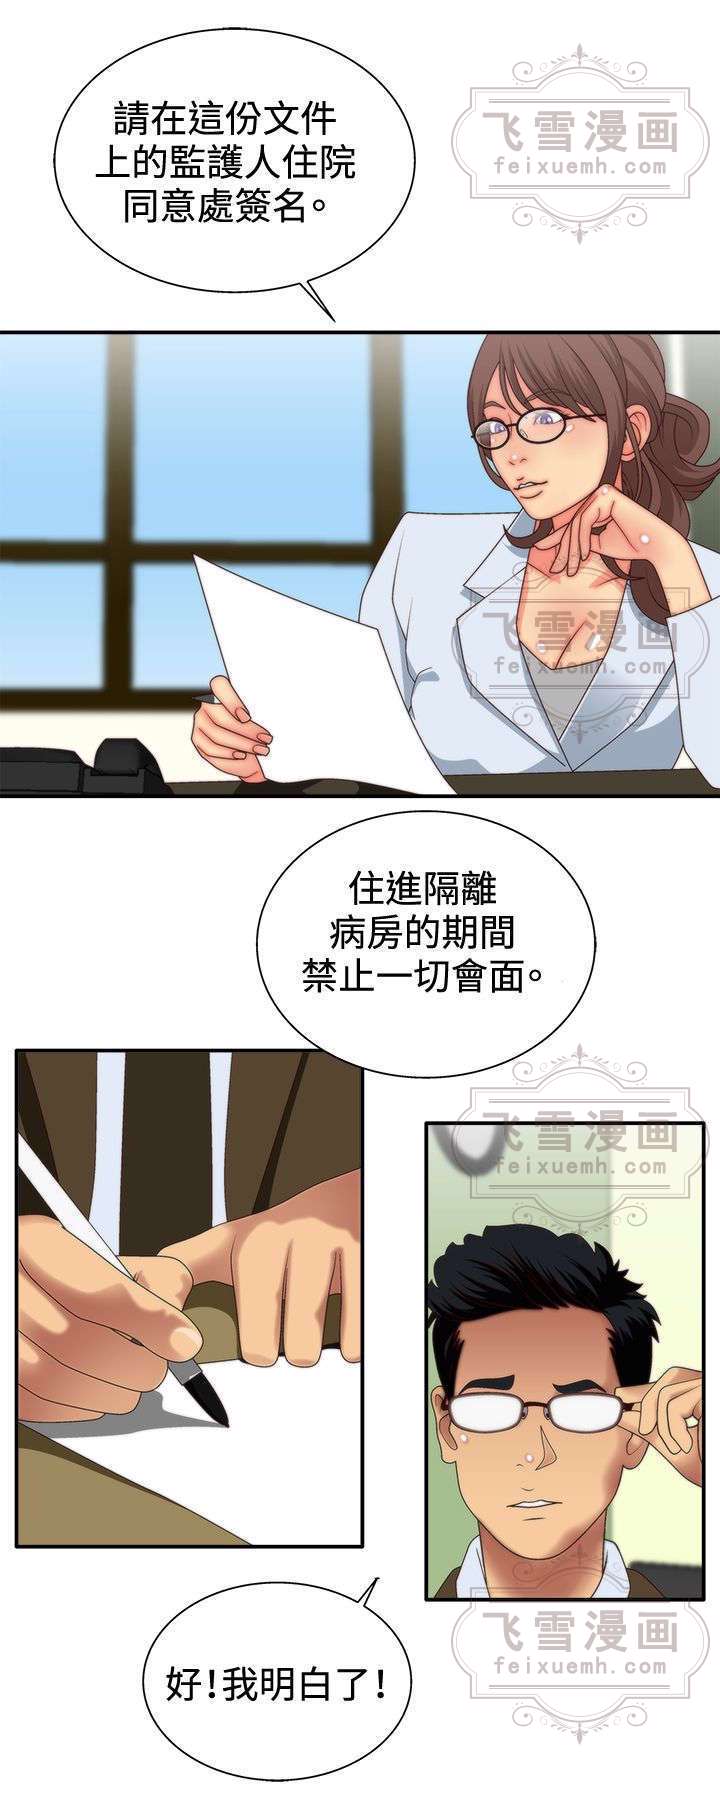 請在這份文件
上的監護人住院
同意處簽名。
飞雪漫画
feixuemh.com
飞雪漫画
feixuemh.com
住進隔離
病房的期間
禁止一切會面。
飞雪漫画
feixuemh.com
好！我明白了！
飞雪漫画
feixuemh.com